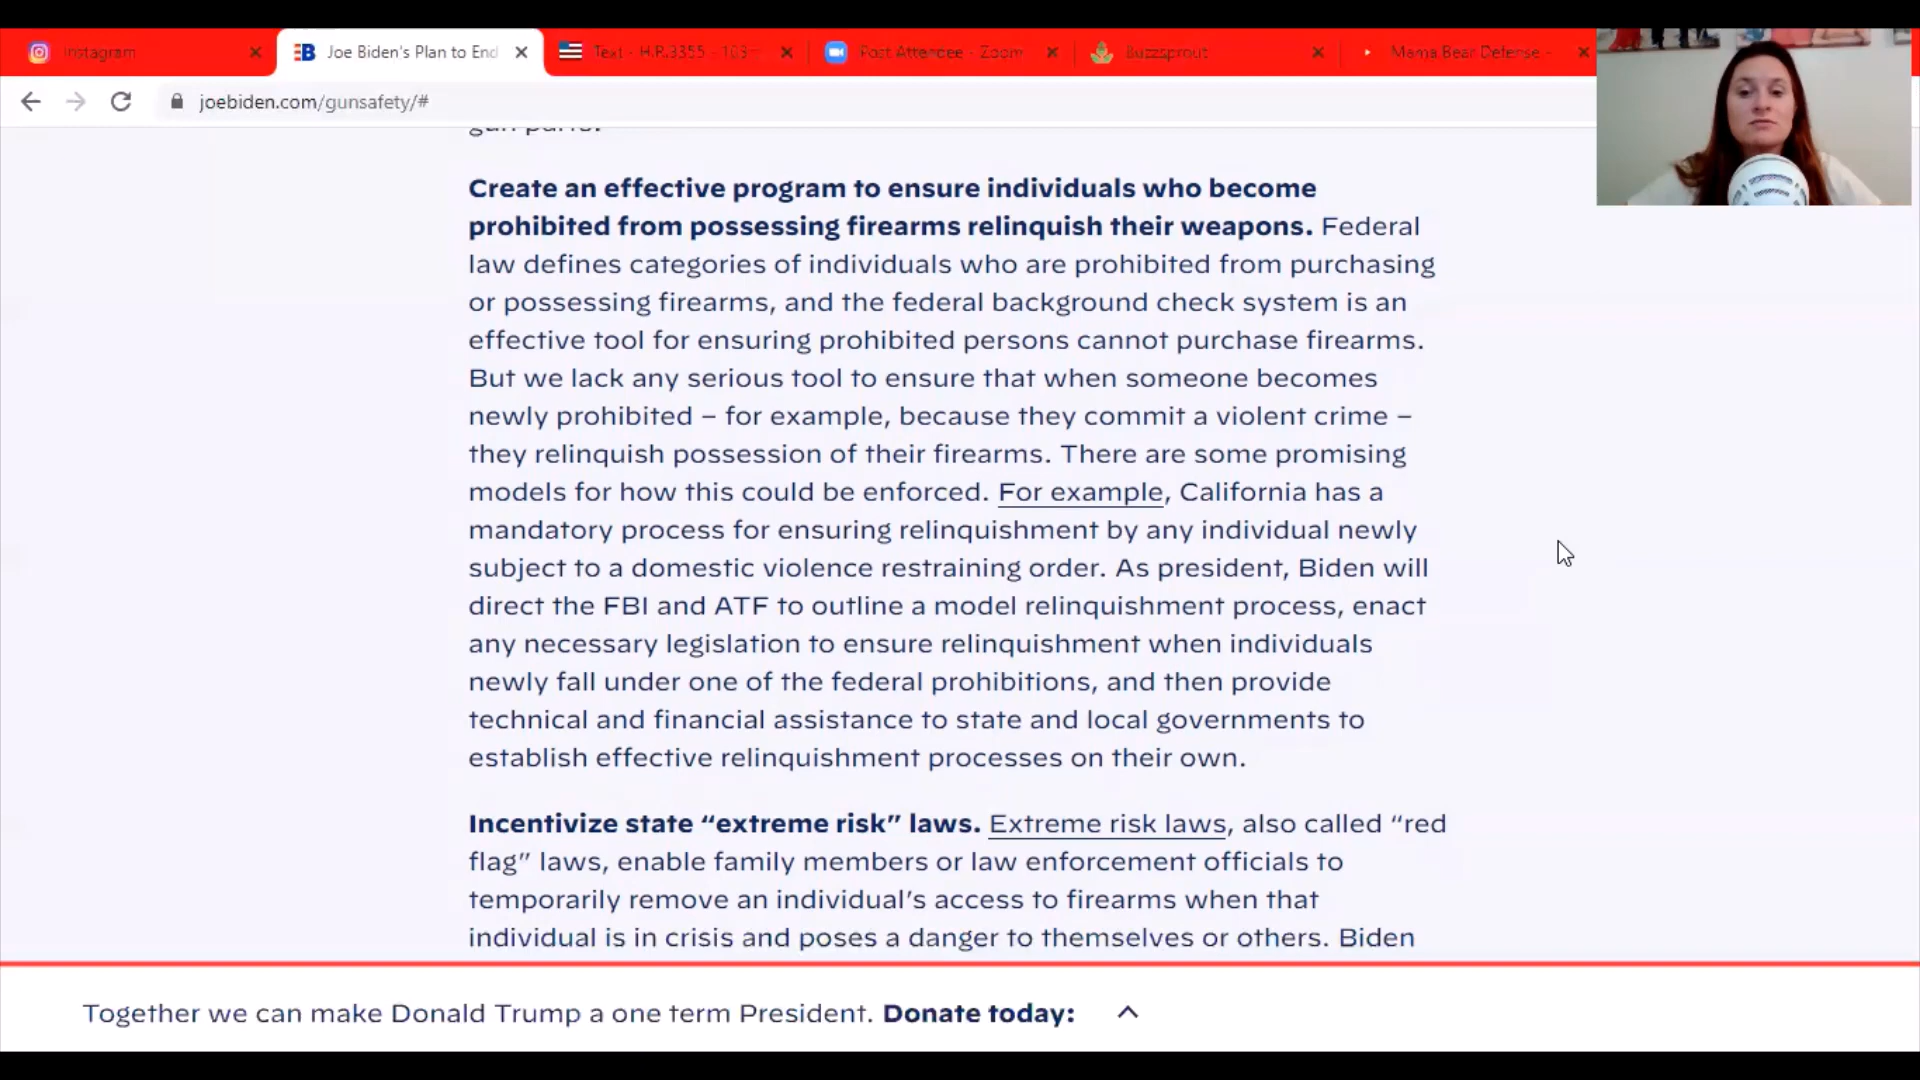 Instagram
Joe Biden's Plan to End
Text - H.R.3355 - 103
Post Attendee - Zoom
Buzzsprout
Mama Bear Defense -
joebiden.com/gunsafety/#
gun parts.
Create an effective program to ensure individuals who become
prohibited from possessing firearms relinquish their weapons. Federal
law defines categories of individuals who are prohibited from purchasing
or possessing firearms, and the federal background check system is an
effective tool for ensuring prohibited persons cannot purchase firearms.
But we lack any serious tool to ensure that when someone becomes
newly prohibited – for example, because they commit a violent crime –
they relinquish possession of their firearms. There are some promising
models for how this could be enforced. For example, California has a
mandatory process for ensuring relinquishment by any individual newly
subject to a domestic violence restraining order. As president, Biden will
direct the FBI and ATF to outline a model relinquishment process, enact
any necessary legislation to ensure relinquishment when individuals
newly fall under one of the federal prohibitions, and then provide
technical and financial assistance to state and local governments to
establish effective relinquishment processes on their own.
Incentivize state “extreme risk” laws. Extreme risk laws, also called “red
flag” laws, enable family members or law enforcement officials to
temporarily remove an individual’s access to firearms when that
individual is in crisis and poses a danger to themselves or others. Biden
Together we can make Donald Trump a one term President. Donate today: